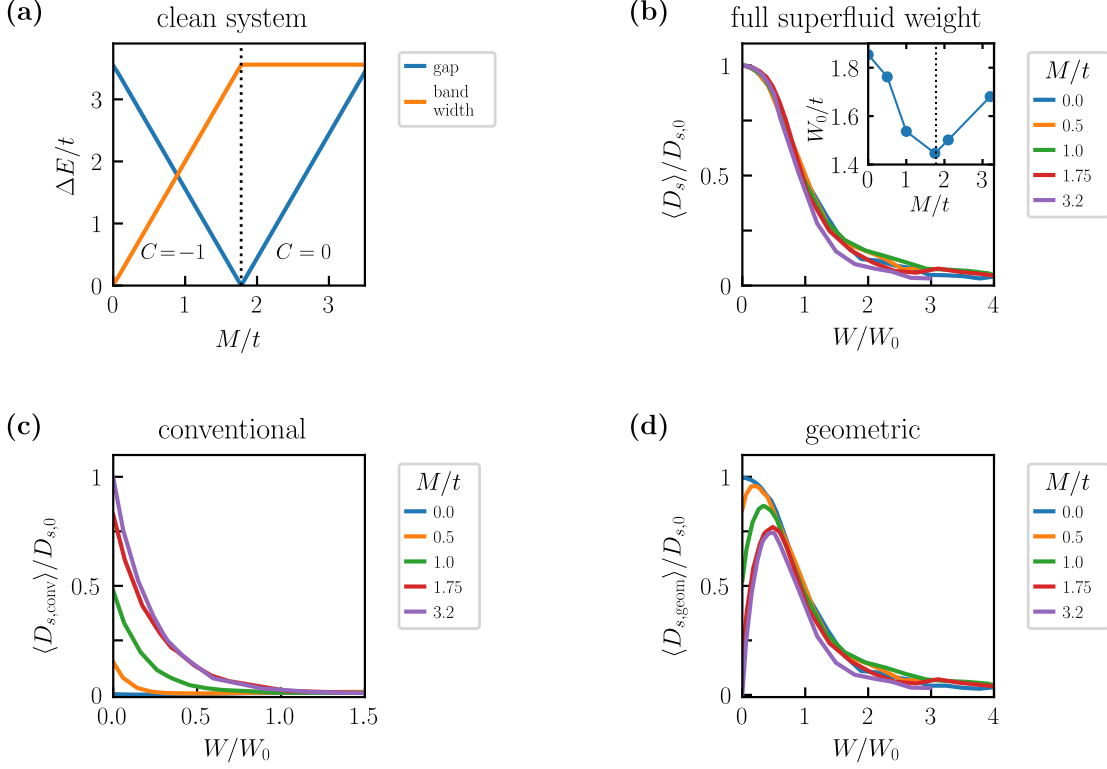 (a)
clean system
ΔE/t
3
2
1
0
0
1
2
3
M/t
C=−1
C=0
gap
band
width
(b)
full superfluid weight
⟨D_s⟩/D_{s,0}
1
0.5
0
0
1
2
3
4
W/W_0
W_0/t
1.8
1.6
1.4
0
1
2
3
M/t
M/t
0.0
0.5
1.0
1.75
3.2
(c)
conventional
⟨D_{s,conv}⟩/D_{s,0}
1
0.5
0
0.0
0.5
1.0
1.5
W/W_0
M/t
0.0
0.5
1.0
1.75
3.2
(d)
geometric
⟨D_{s,geom}⟩/D_{s,0}
1
0.5
0
0
1
2
3
4
W/W_0
M/t
0.0
0.5
1.0
1.75
3.2